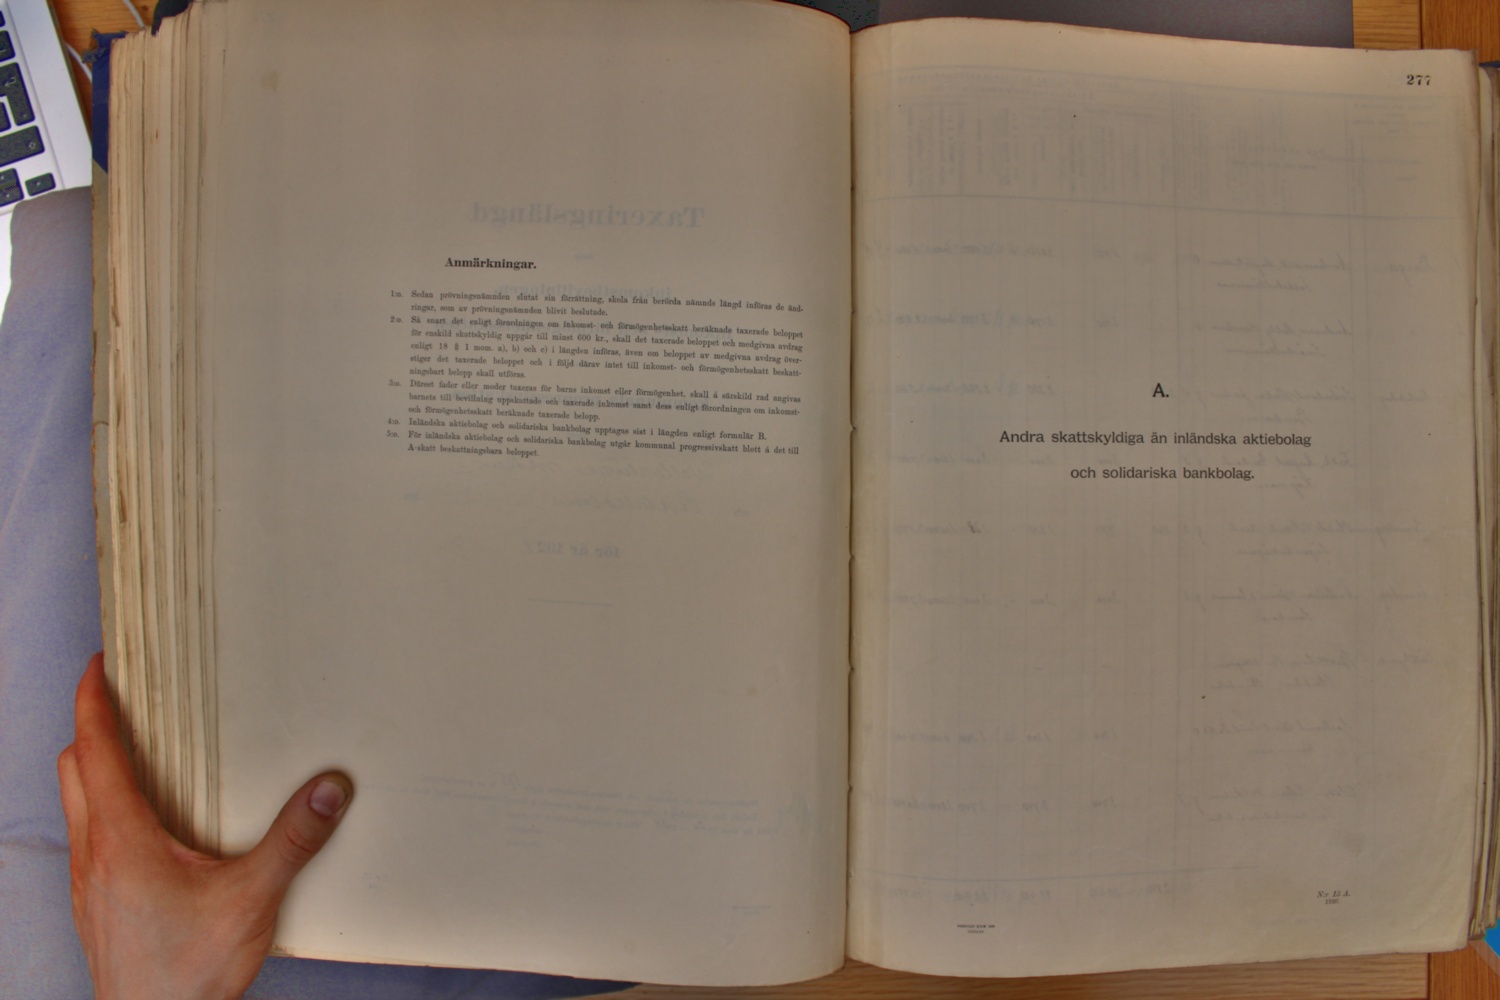 Anmärkningar.
1:o. Sedan prövningsnämnden slutat sin förrättning, skola från berörda nämnds längd införas de änd-
ringar, som av prövningsnämnden blivit beslutade.
2:o. Så snart det enligt förordningen om inkomst- och förmögenhetsskatt beräknade taxerade beloppet
för enskild skattskyldig uppgår till minst 600 kr., skall det taxerade beloppet och medgivna avdrag
enligt 18 § 1 mom. a), b) och c) i längden införas, även om beloppet av medgivna avdrag över-
stiger det taxerade beloppet och i följd därav intet till inkomst- och förmögenhetsskatt beskatt-
ningsbart belopp skall utföras.
3:o. Därest fader eller moder taxeras för barns inkomst eller förmögenhet, skall å särskild rad angivas
barnets till bevillning uppskattade och taxerade inkomst samt dess enligt förordningen om inkomst-
och förmögenhetsskatt beräknade taxerade belopp.
4:o. Inländska aktiebolag och solidariska bankbolag upptagas sist i längden enligt formulär B.
5:o. För inländska aktiebolag och solidariska bankbolag utgår kommunal progressivskatt blott å det till
A-skatt beskattningsbara beloppet.
277
A.
Andra skattskyldiga än inländska aktiebolag
och solidariska bankbolag.
N:r 13 A.